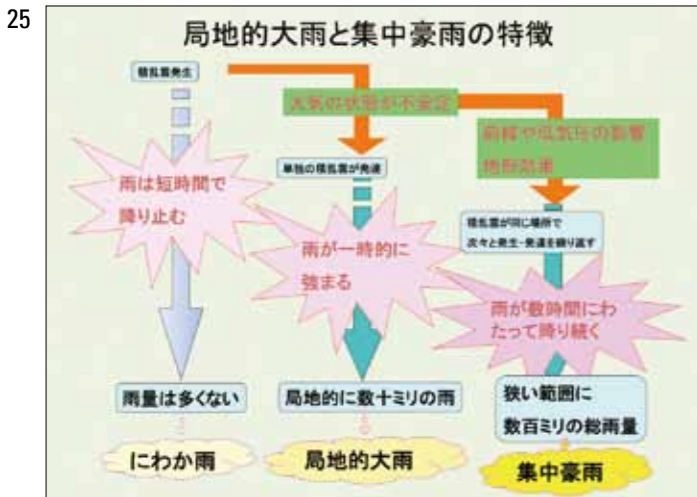 25
局地的大雨と集中豪雨の特徴
積乱雲発生
大気の状態が不安定
前線や低気圧の影響
地形効果
雨は短時間で
降り止む
単独の積乱雲が発達
積乱雲が同じ場所で
次々と発生・発達を繰り返す
雨が一時的に
強まる
雨が数時間にわ
たって降り続く
雨量は多くない
局地的に数十ミリの雨
狭い範囲に
数百ミリの総雨量
にわか雨
局地的大雨
集中豪雨